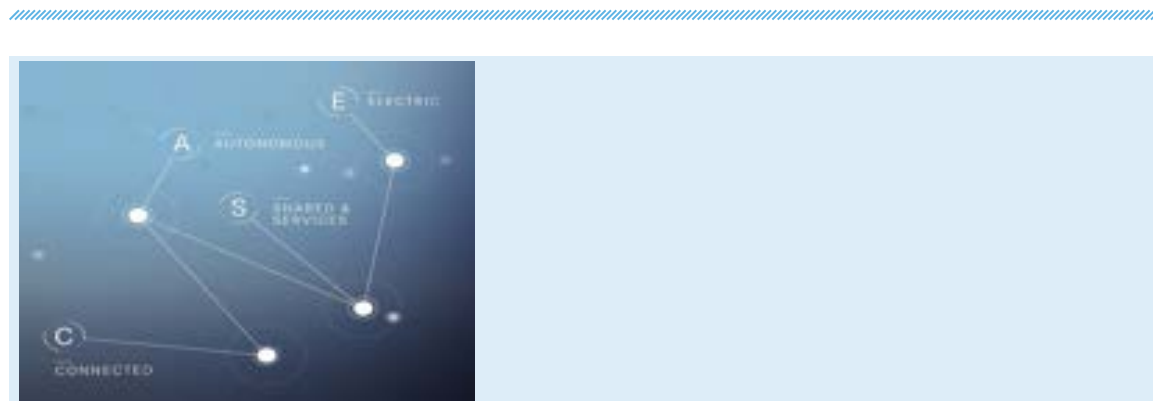 E ELECTRIC
A AUTONOMOUS
S SHARED &
SERVICES
C
CONNECTED